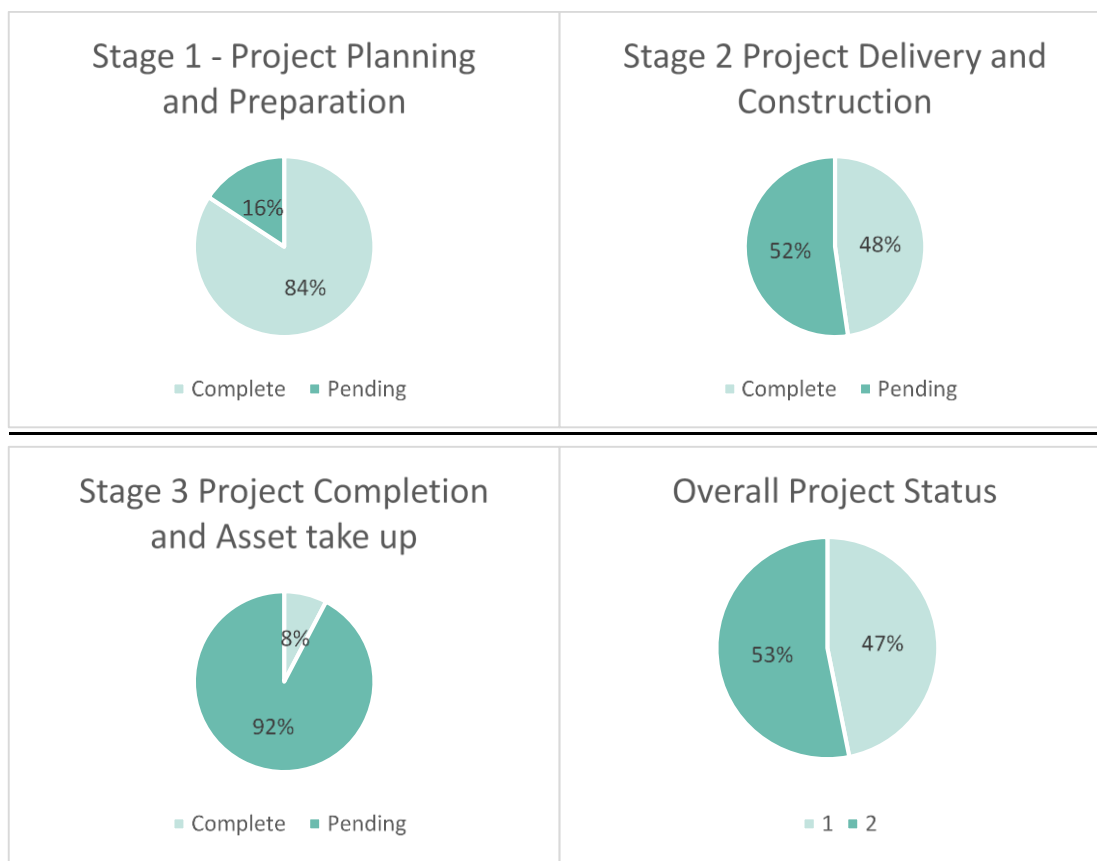 Stage 1 - Project Planning
and Preparation
16%
84%
Complete Pending
Stage 2 Project Delivery and
Construction
52%
48%
Complete Pending
Stage 3 Project Completion
and Asset take up
8%
92%
Complete Pending
Overall Project Status
53%
47%
1 2